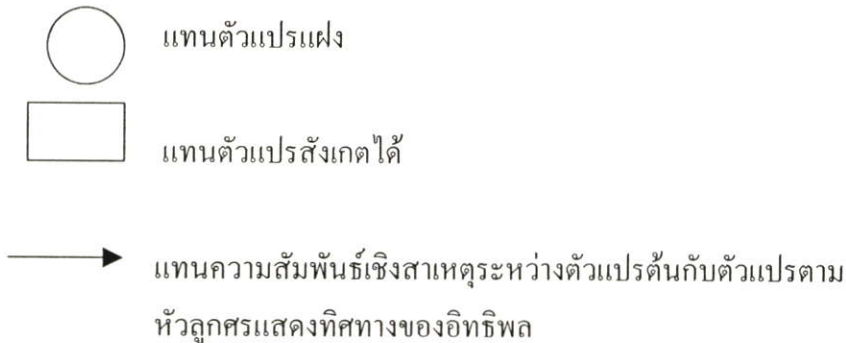 แทนตัวแปรแฝง
แทนตัวแปรสังเกตได้
แทนความสัมพันธ์เชิงสาเหตุระหว่างตัวแปรต้นกับตัวแปรตาม
หัวลูกศรแสดงทิศทางของอิทธิพล